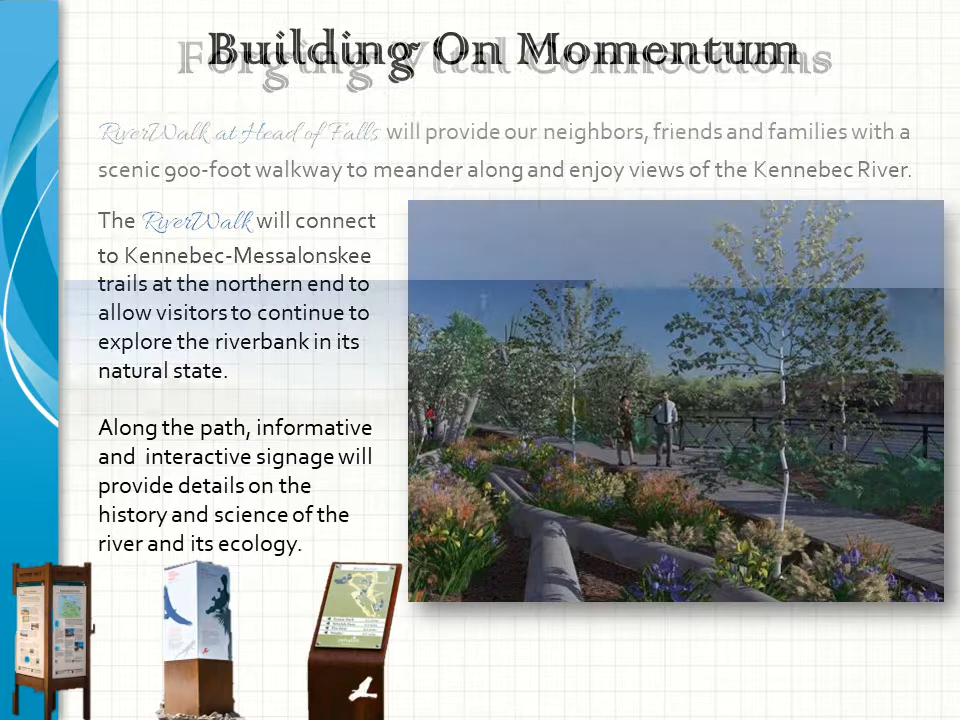 Building On Momentum
Forging Vital Connections
RiverWalk at Head of Falls will provide our neighbors, friends and families with a
scenic 900-foot walkway to meander along and enjoy views of the Kennebec River.
The RiverWalk will connect
to Kennebec-Messalonskee
trails at the northern end to
allow visitors to continue to
explore the riverbank in its
natural state.
Along the path, informative
and interactive signage will
provide details on the
history and science of the
river and its ecology.